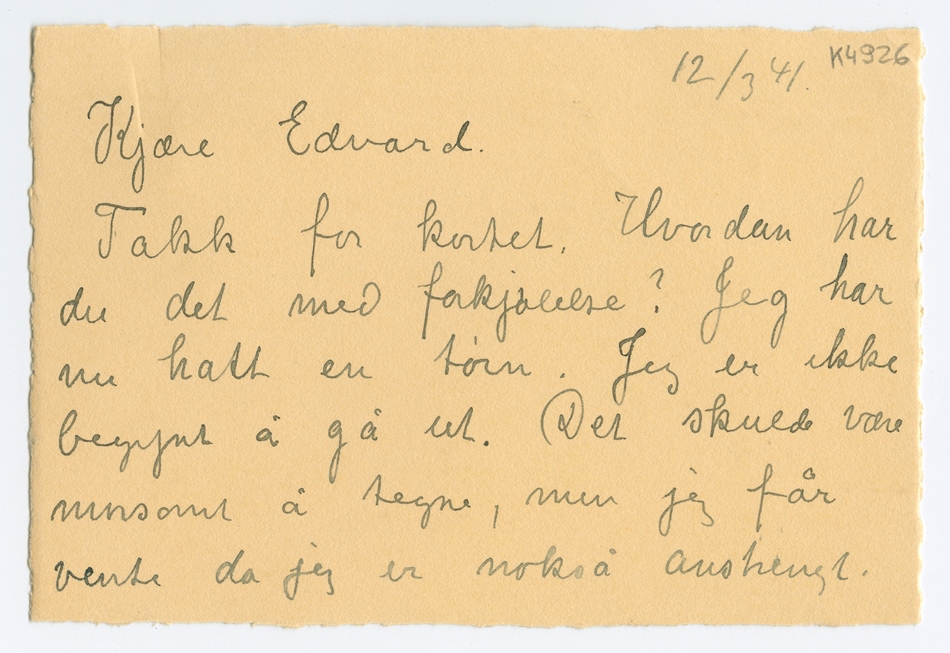 K4926
12/3 41.
Kjære Edvard.
Takk for kortet. Hvordan har
du det med forkjølelse? Jeg har
nu hatt en törn. Jeg er ikke
begynt å gå ut. Det skulde være
morsomt å tegne, men jeg får
vente da jeg er nokså anstrengt.